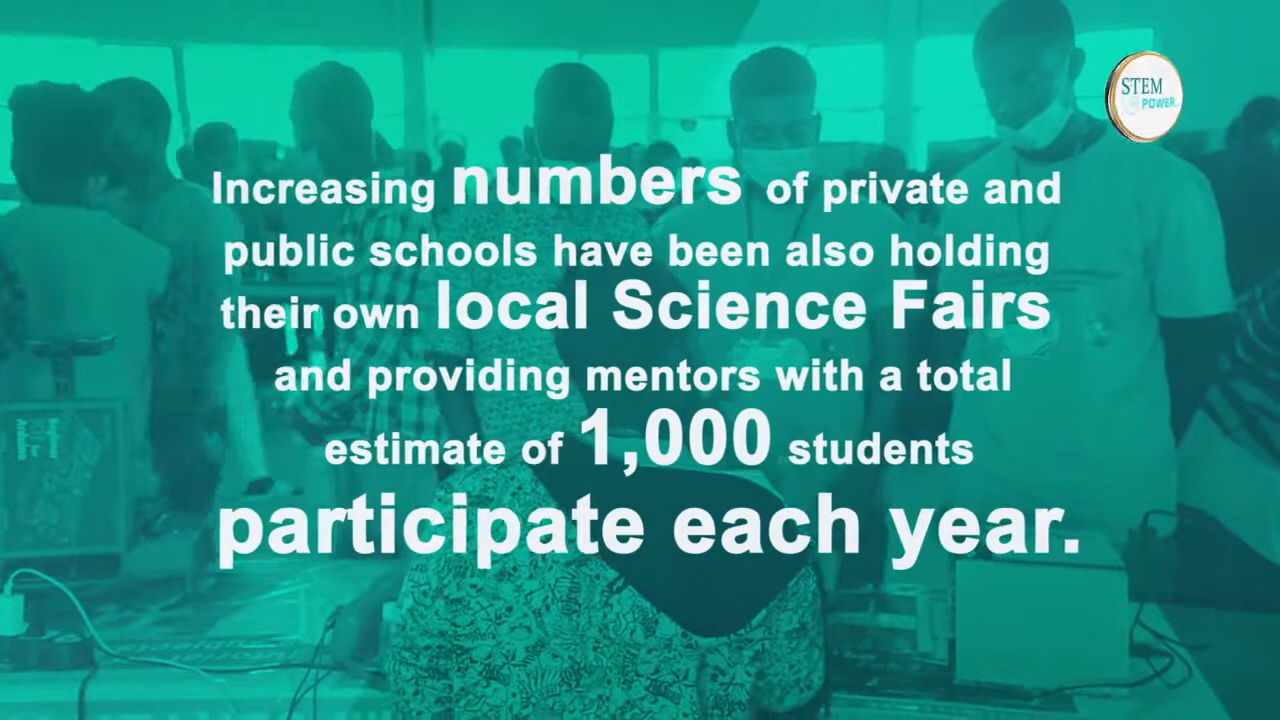 STEM
POWER
Increasing numbers of private and
public schools have been also holding
their own local Science Fairs
and providing mentors with a total
estimate of 1,000 students
participate each year.